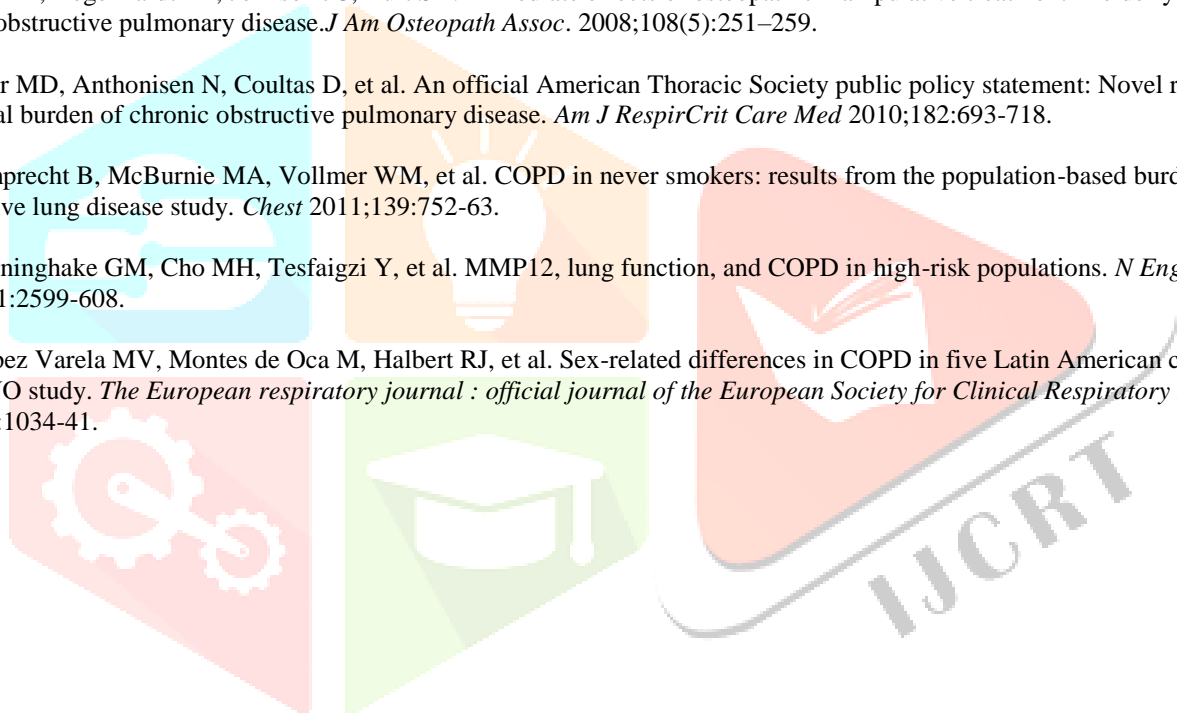 obstructive pulmonary disease.J Am Osteopath Assoc. 2008;108(5):251–259.
r MD, Anthonisen N, Coultas D, et al. An official American Thoracic Society public policy statement: Novel r
al burden of chronic obstructive pulmonary disease. Am J RespirCrit Care Med 2010;182:693-718.
nprecht B, McBurnie MA, Vollmer WM, et al. COPD in never smokers: results from the population-based burd
ve lung disease study. Chest 2011;139:752-63.
ninghake GM, Cho MH, Tesfaigzi Y, et al. MMP12, lung function, and COPD in high-risk populations. N Eng
1:2599-608.
pez Varela MV, Montes de Oca M, Halbert RJ, et al. Sex-related differences in COPD in five Latin American c
O study. The European respiratory journal : official journal of the European Society for Clinical Respiratory
:1034-41.
IJCRT